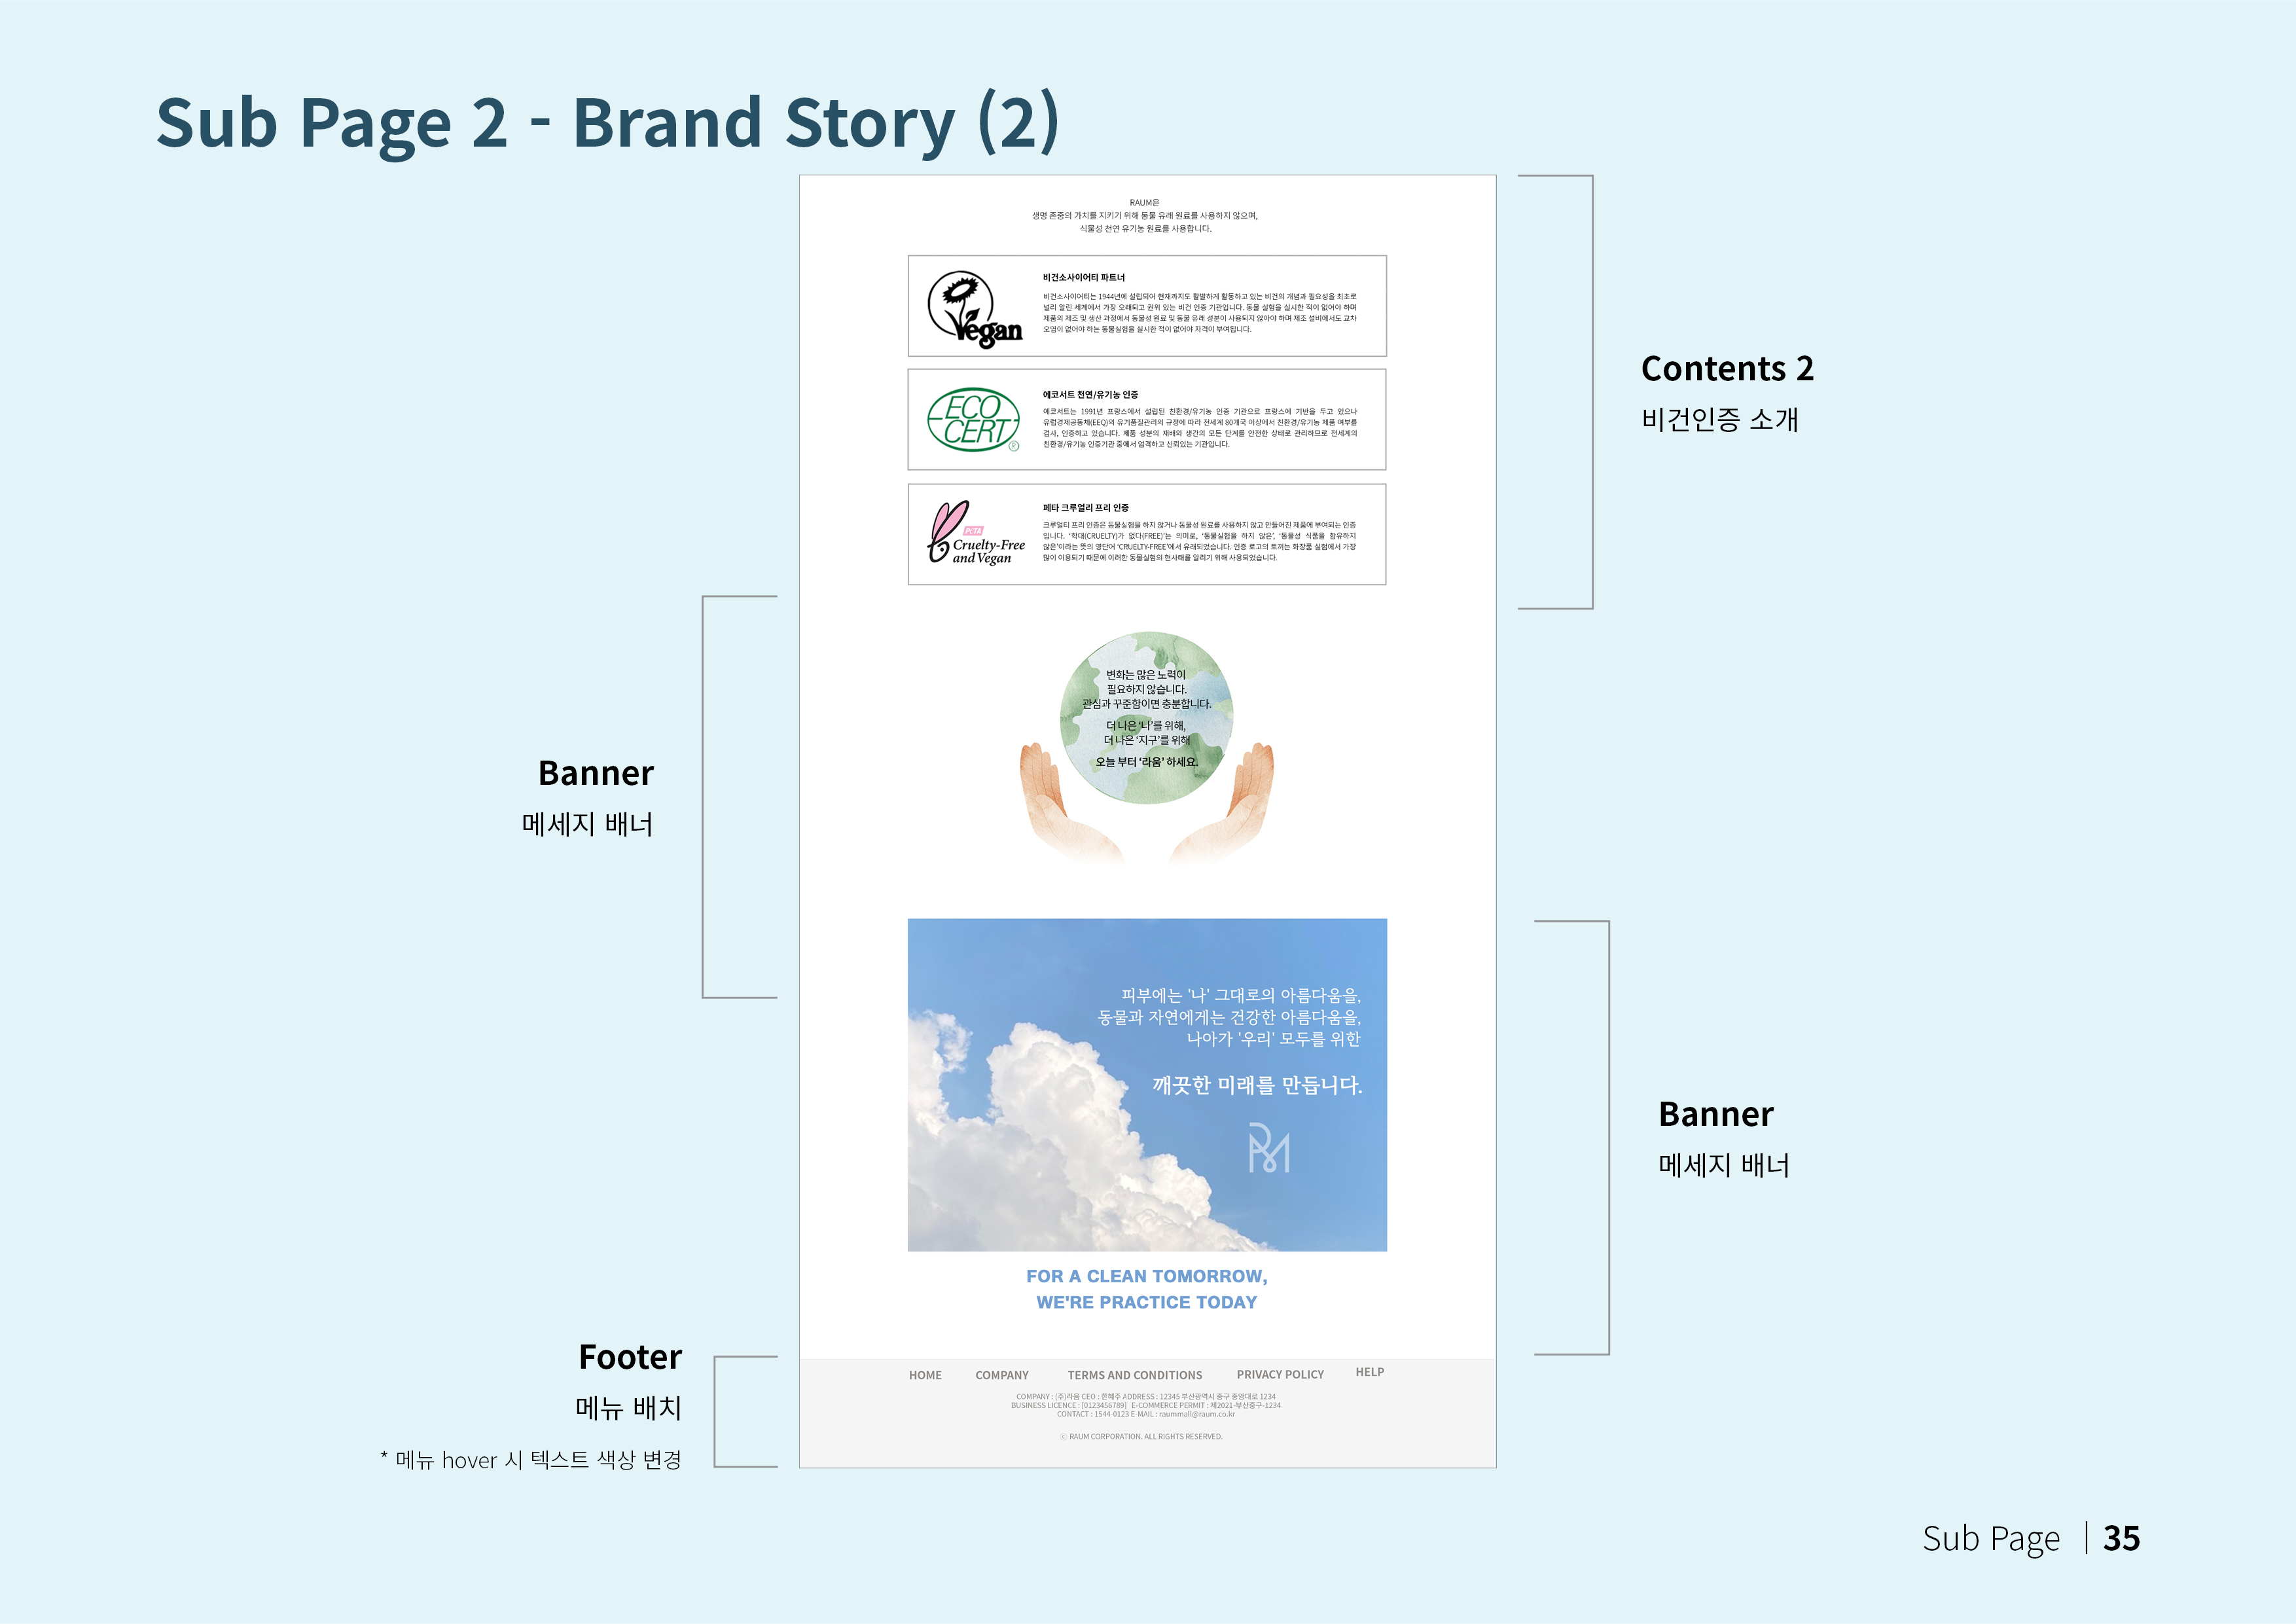 Sub Page 2 - Brand Story (2)
RAUM은
생명 존중의 가치를 지키기 위해 동물 유래 원료를 사용하지 않으며,
식물성 천연 유기농 원료를 사용합니다.
Vegan
비건소사이어티 파트너
비건소사이어티는 1944년에 설립되어 현재까지도 활발하게 활동하고 있는 비건의 개념과 필요성을 최초로
널리 알린 세계에서 가장 오래되고 권위 있는 비건 인증 기관입니다. 동물 실험을 실시한 적이 없어야 하며
제품의 제조 및 생산 과정에서 동물성 원료 및 동물 유래 성분이 사용되지 않아야 하며 제조 설비에서도 교차
오염이 없어야 하는 동물실험을 실시한 적이 없어야 자격이 부여됩니다.
ECO
CERT
®
에코서트 천연/유기농 인증
에코서트는 1991년 프랑스에서 설립된 친환경/유기농 인증 기관으로 프랑스에 기반을 두고 있으나
유럽경제공동체(EEQ)의 유기품질관리의 규정에 따라 전세계 80개국 이상에서 친환경/유기농 제품 여부를
검사, 인증하고 있습니다. 제품 성분의 재배와 생간의 모든 단계를 안전한 상태로 관리하므로 전세계의
친환경/유기농 인증기관 중에서 엄격하고 신뢰있는 기관입니다.
PETA
Cruelty-Free
and Vegan
페타 크루얼리 프리 인증
크루얼티 프리 인증은 동물실험을 하지 않거나 동물성 원료를 사용하지 않고 만들어진 제품에 부여되는 인증
입니다. ‘학대(CRUELTY)가 없다(FREE)’는 의미로, ‘동물실험을 하지 않은’, ‘동물성 식품을 함유하지
않은’이라는 뜻의 영단어 ‘CRUELTY-FREE’에서 유래되었습니다. 인증 로고의 토끼는 화장품 실험에서 가장
많이 이용되기 때문에 이러한 동물실험의 현사태를 알리기 위해 사용되었습니다.
Contents 2
비건인증 소개
변화는 많은 노력이
필요하지 않습니다.
관심과 꾸준함이면 충분합니다.
더 나은 ‘나’를 위해,
더 나은 ‘지구’를 위해
오늘 부터 ‘라움’ 하세요.
Banner
메세지 배너
피부에는 '나' 그대로의 아름다움을,
동물과 자연에게는 건강한 아름다움을,
나아가 '우리' 모두를 위한
깨끗한 미래를 만듭니다.
RM
Banner
메세지 배너
FOR A CLEAN TOMORROW,
WE'RE PRACTICE TODAY
Footer
메뉴 배치
* 메뉴 hover 시 텍스트 색상 변경
HOME COMPANY TERMS AND CONDITIONS PRIVACY POLICY HELP
COMPANY : (주)라움 CEO : 한혜주 ADDRESS : 12345 부산광역시 중구 중앙대로 1234
BUSINESS LICENCE : [0123456789] E-COMMERCE PERMIT : 제2021-부산중구-1234
CONTACT : 1544-0123 E-MAIL : raummall@raum.co.kr
ⓒ RAUM CORPORATION. ALL RIGHTS RESERVED.
Sub Page | 35